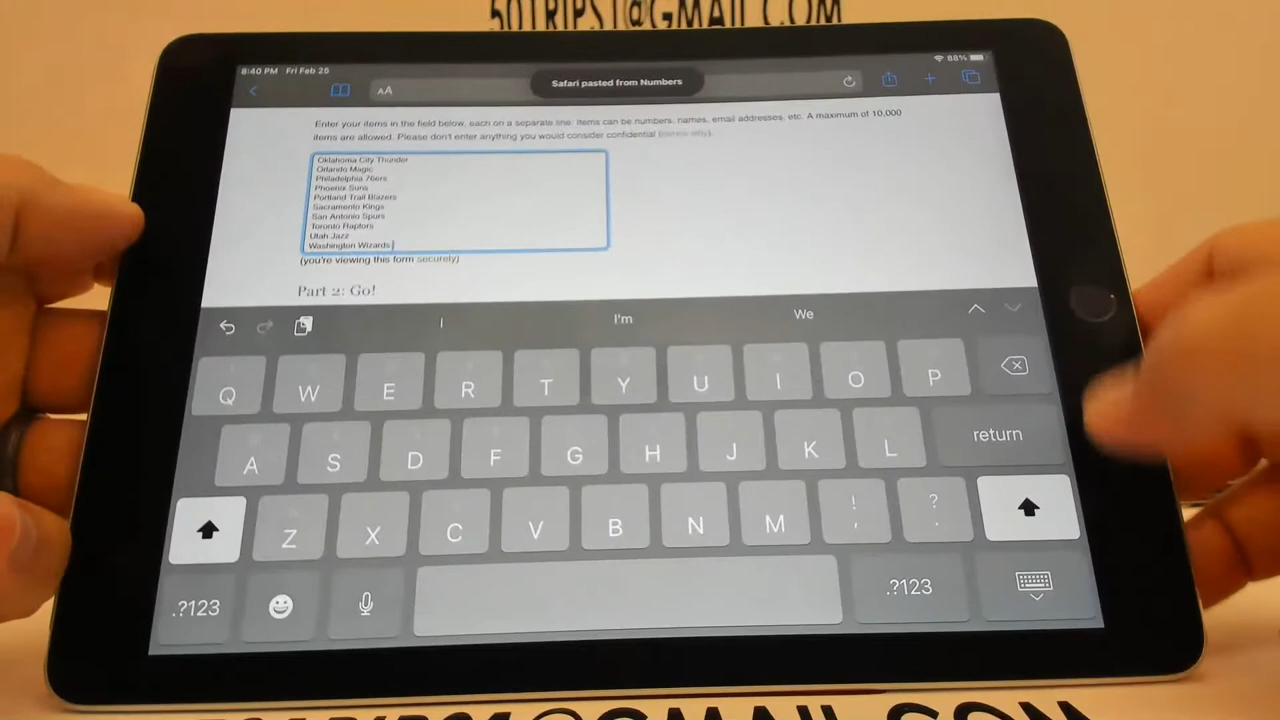 50TRIPS1@GMAIL.COM
8:40 PM Fri Feb 25
88%
AA
Safari pasted from Numbers
Enter your items in the field below, each on a separate line. Items can be numbers, names, email addresses, etc. A maximum of 10,000
items are allowed. Please don't enter anything you would consider confidential
Oklahoma City Thunder
Orlando Magic
Philadelphia 76ers
Phoenix Suns
Portland Trail Blazers
Sacramento Kings
San Antonio Spurs
Toronto Raptors
Utah Jazz
Washington Wizards
(you're viewing this form securely)
Part 2: Go!
I I'm We
Q W E R T Y U I O P
A S D F G H J K L return
Z X C V B N M ! , ? .
.?123 .?123
@GMAIL.COM